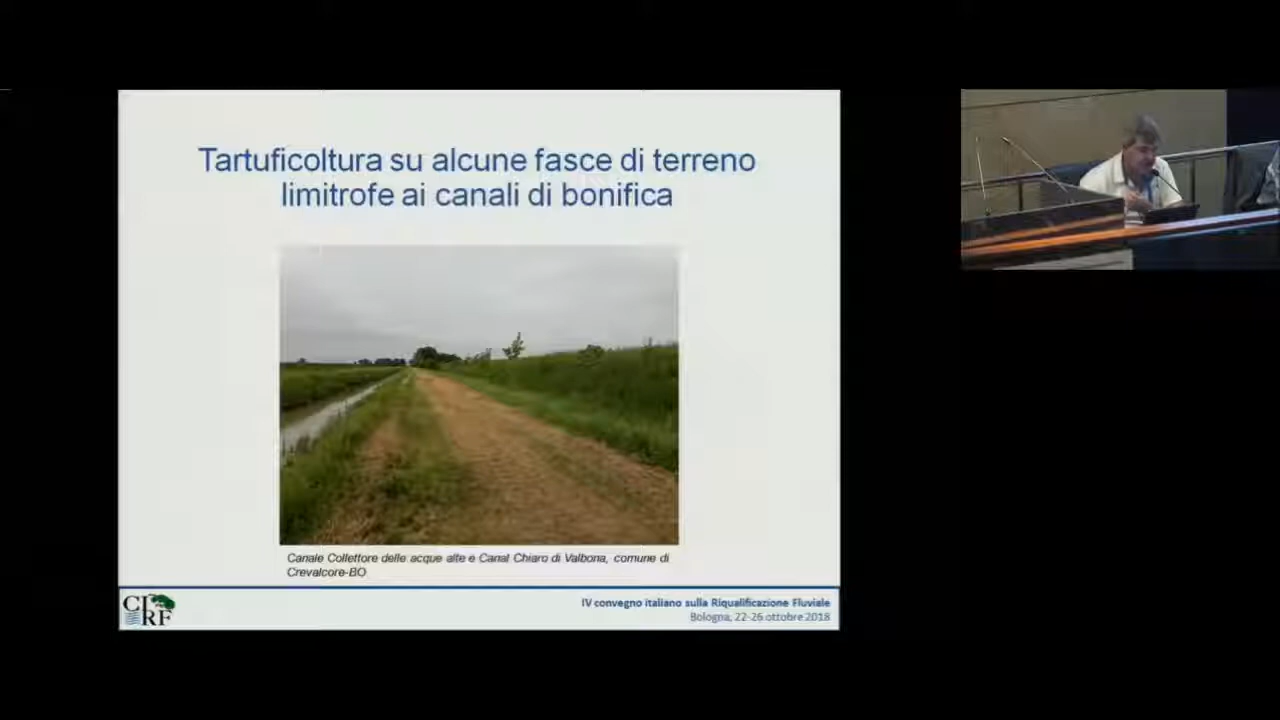 Tartuficoltura su alcune fasce di terreno
limitrofe ai canali di bonifica
Canale Collettore delle acque alte e Canal Chiaro di Valbona, comune di
Crevalcore-BO
CIRF
IV convegno italiano sulla Riqualificazione Fluviale
Bologna, 22-26 ottobre 2018